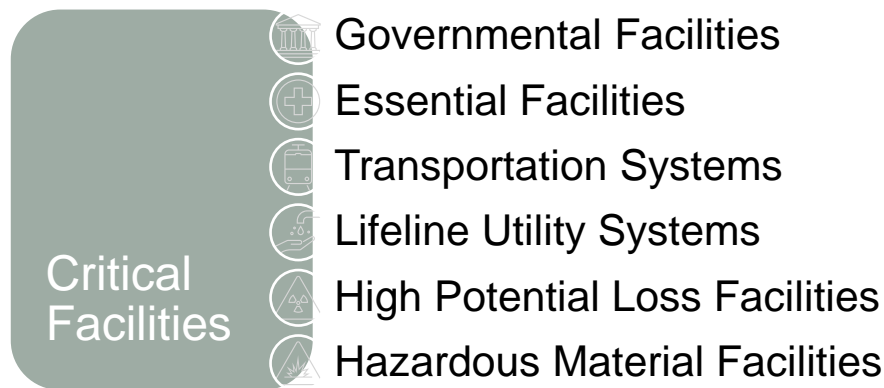 Critical
Facilities
Governmental Facilities
Essential Facilities
Transportation Systems
Lifeline Utility Systems
High Potential Loss Facilities
Hazardous Material Facilities